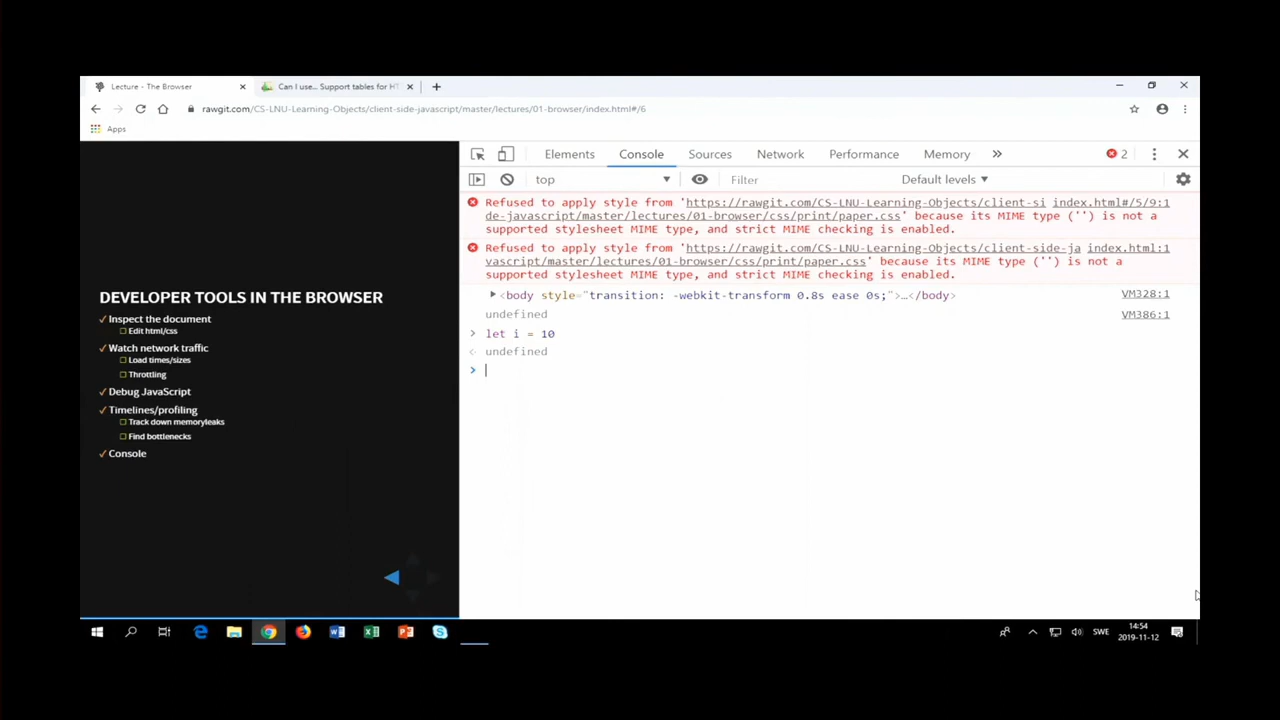 Lecture - The Browser
Can I use... Support tables for HT
rawgit.com/CS-LNU-Learning-Objects/client-side-javascript/master/lectures/01-browser/index.html#/6
Apps
DEVELOPER TOOLS IN THE BROWSER
Inspect the document
Edit html/css
Watch network traffic
Load times/sizes
Throttling
Debug JavaScript
Timelines/profiling
Track down memoryleaks
Find bottlenecks
Console
Elements Console Sources Network Performance Memory » 2
top Filter Default levels
Refused to apply style from 'https://rawgit.com/CS-LNU-Learning-Objects/client-si index.html#/5/9:1
de-javascript/master/lectures/01-browser/css/print/paper.css' because its MIME type ('') is not a
supported stylesheet MIME type, and strict MIME checking is enabled.
Refused to apply style from 'https://rawgit.com/CS-LNU-Learning-Objects/client-side-ja index.html:1
vascript/master/lectures/01-browser/css/print/paper.css' because its MIME type ('') is not a
supported stylesheet MIME type, and strict MIME checking is enabled.
<body style="transition: -webkit-transform 0.8s ease 0s;">…</body> VM328:1
undefined VM386:1
> let i = 10
undefined
>
SWE
14:54
2019-11-12